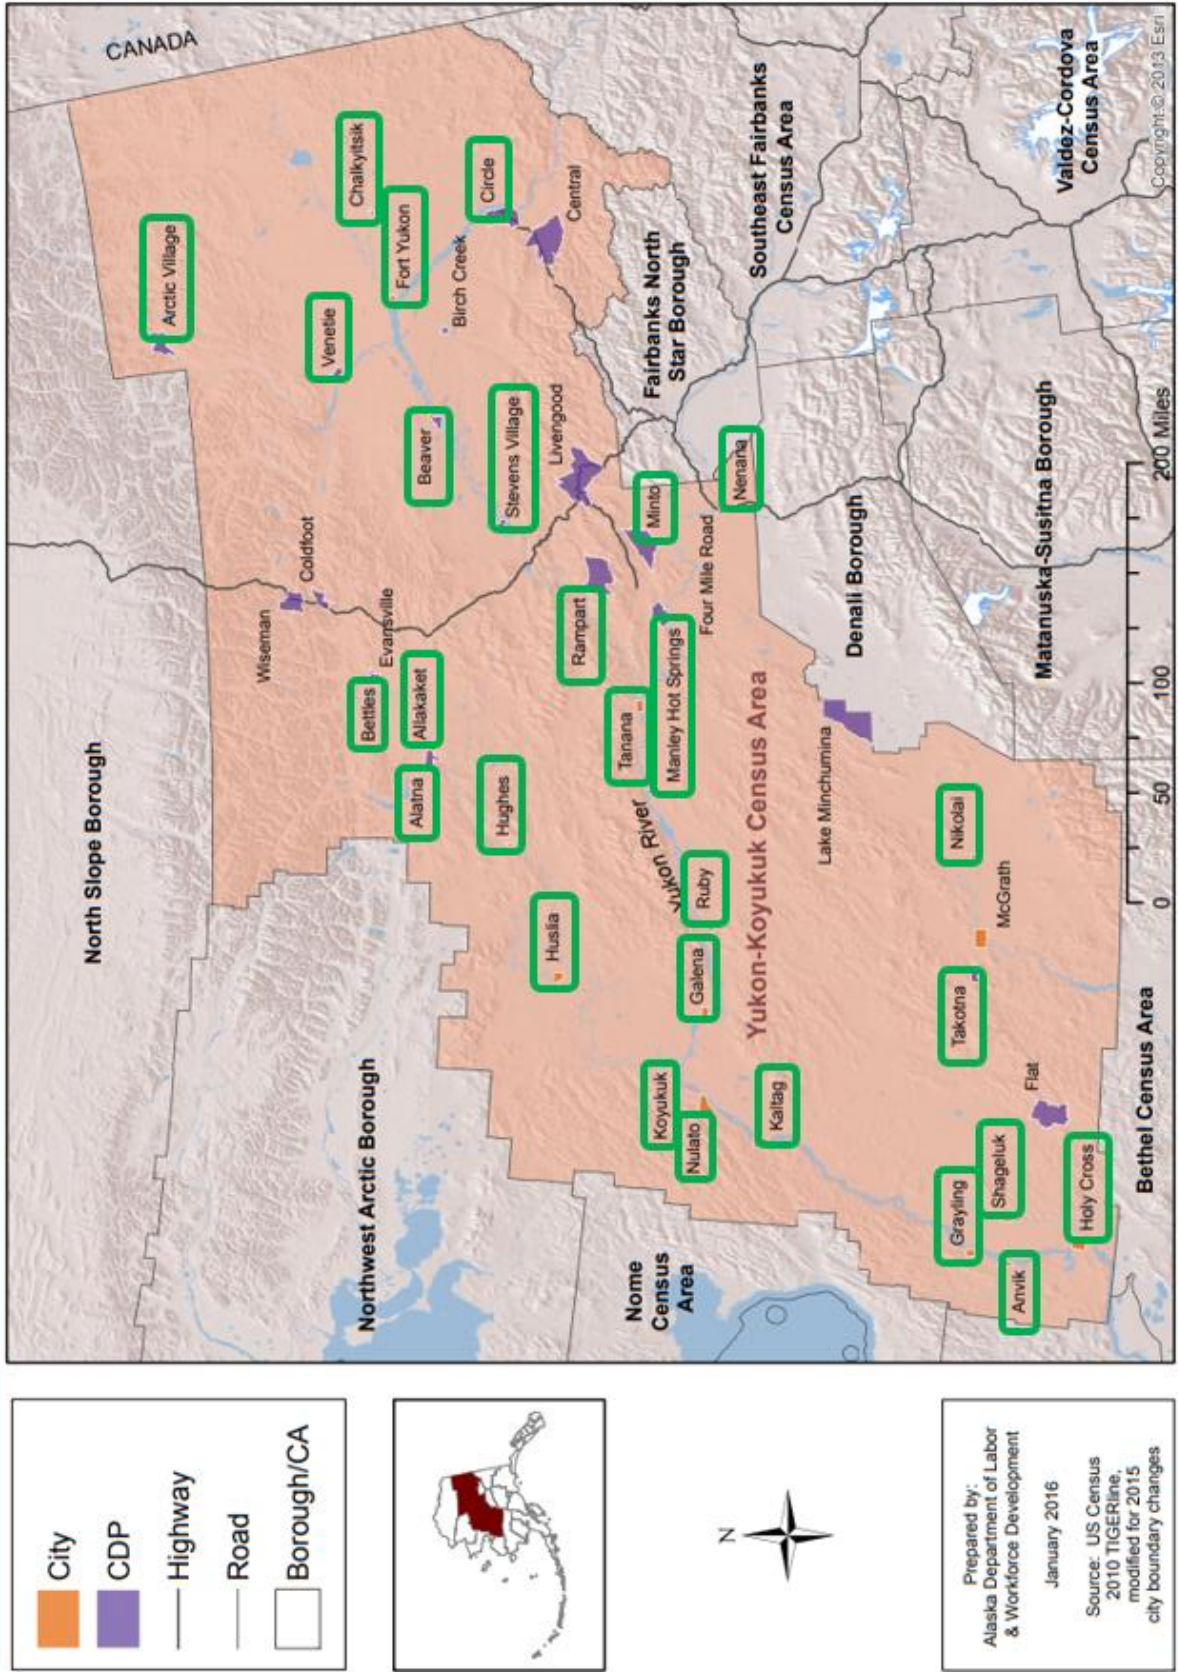 City
CDP
Highway
Road
Borough/CA
N
Prepared by:
Alaska Department of Labor
& Workforce Development
January 2016
Source: US Census
2010 TIGERline,
modified for 2015
city boundary changes
North Slope Borough
CANADA
Arctic Village
Wiseman
Coldfoot
Venetie
Chalkyitsik
Bettles
Evansville
Fort Yukon
Alatna
Allakaket
Beaver
Birch Creek
Circle
Hughes
Stevens Village
Northwest Arctic Borough
Huslia
Livengood
Central
Rampart
Tanana
Minto
Fairbanks North
Star Borough
Manley Hot Springs
Yukon River
Four Mile Road
Nenana
Southeast Fairbanks
Census Area
Nome
Census
Area
Koyukuk
Nulato
Galena
Ruby
Yukon-Koyukuk Census Area
Kaltag
Lake Minchumina
Denali Borough
Grayling
Takotna
Nikolai
Shageluk
McGrath
Anvik
Flat
Holy Cross
Matanuska-Susitna Borough
Valdez-Cordova
Census Area
Bethel Census Area
0 50 100 200 Miles
Copyright:© 2013 Esri